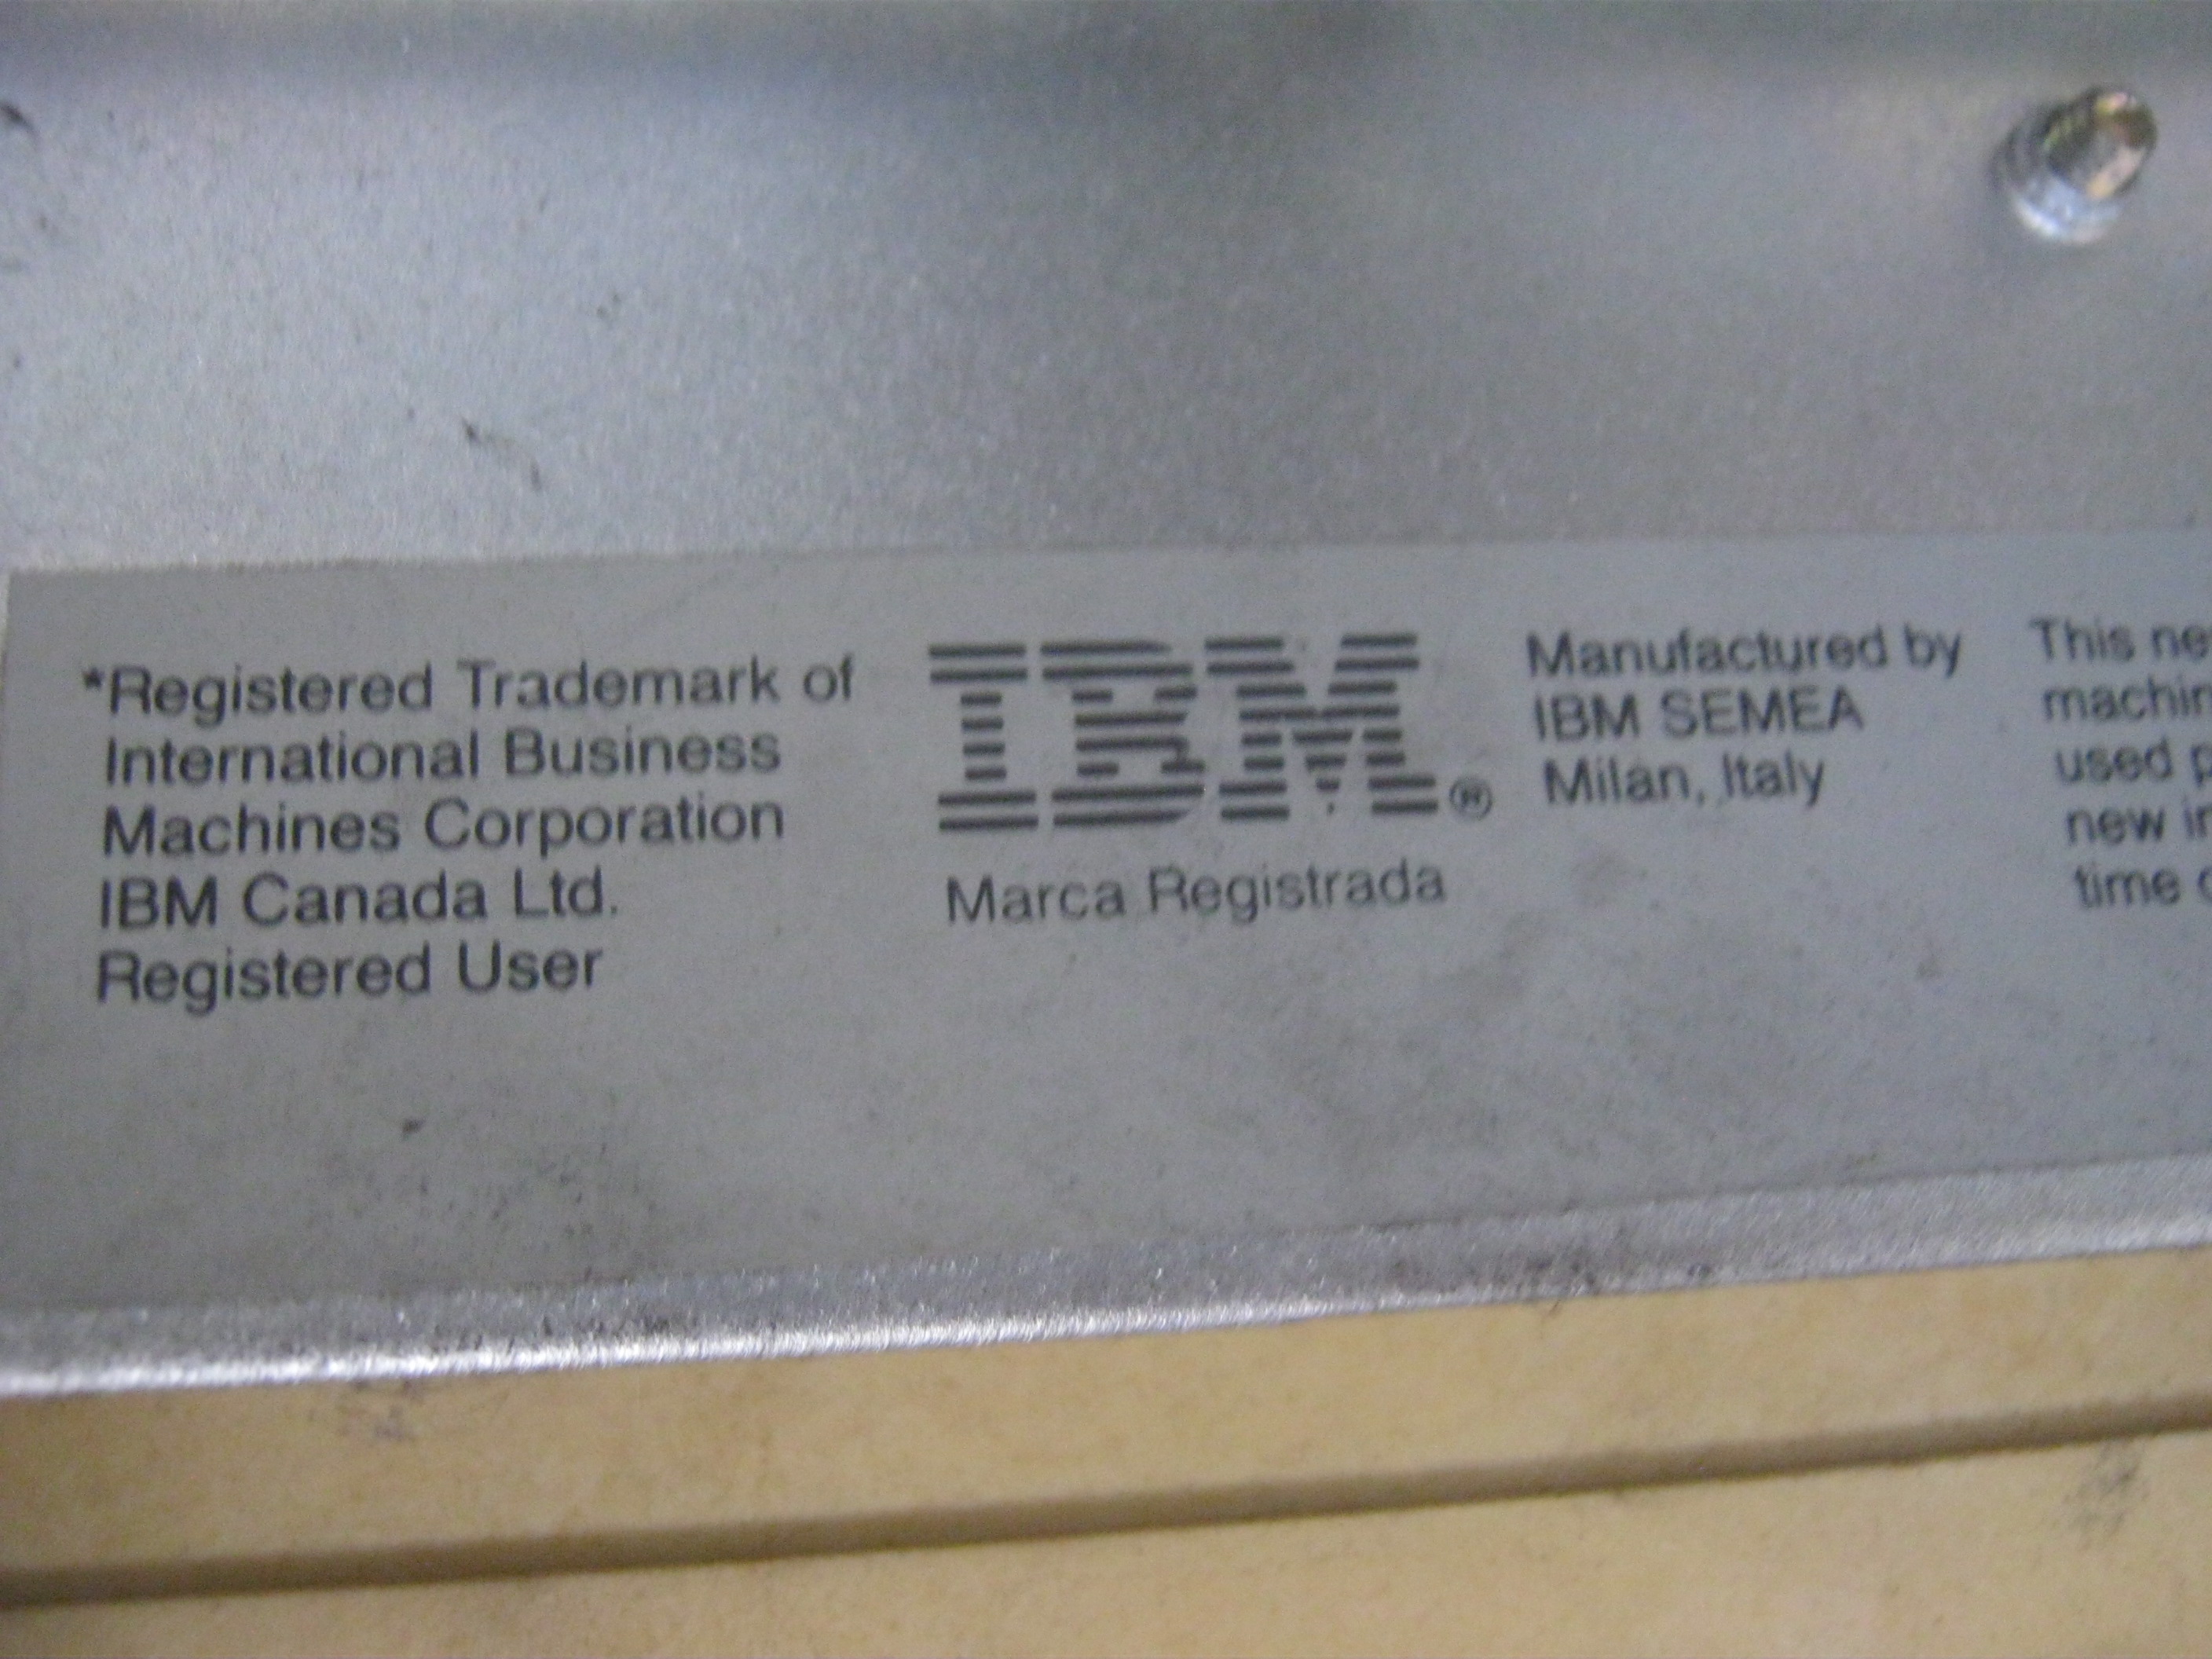 *Registered Trademark of
International Business
Machines Corporation
IBM Canada Ltd.
Registered User
IBM®
Marca Registrada
Manufactured by
IBM SEMEA
Milan, Italy
This
used
new
time